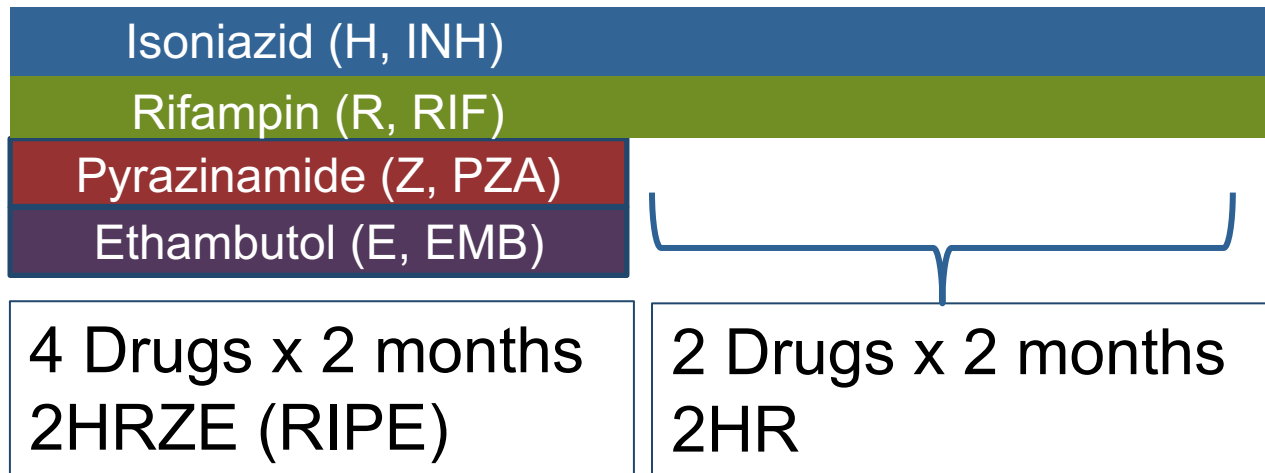 Isoniazid (H, INH)
Rifampin (R, RIF)
Pyrazinamide (Z, PZA)
Ethambutol (E, EMB)
4 Drugs x 2 months
2HRZE (RIPE)
2 Drugs x 2 months
2HR